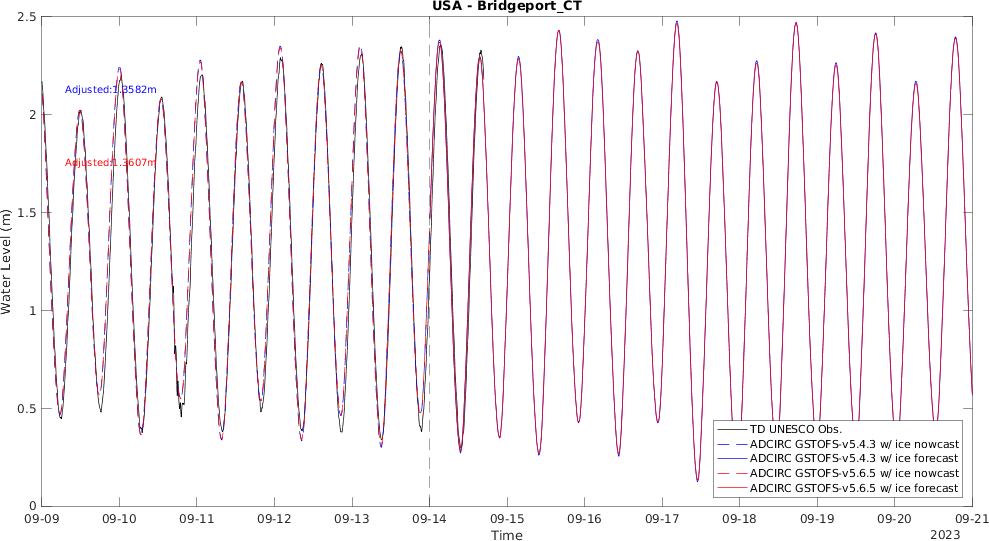 USA - Bridgeport_CT
2.5
2
1.5
1
0.5
0
Water Level (m)
Adjusted:1.3582m
Adjusted:1.3607m
TD UNESCO Obs.
ADCIRC GSTOFS-v5.4.3 w/ ice nowcast
ADCIRC GSTOFS-v5.4.3 w/ ice forecast
ADCIRC GSTOFS-v5.6.5 w/ ice nowcast
ADCIRC GSTOFS-v5.6.5 w/ ice forecast
09-09 09-10 09-11 09-12 09-13 09-14 09-15 09-16 09-17 09-18 09-19 09-20 09-21
Time
2023